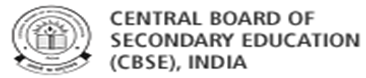 CENTRAL BOARD OF
SECONDARY EDUCATION
(CBSE), INDIA